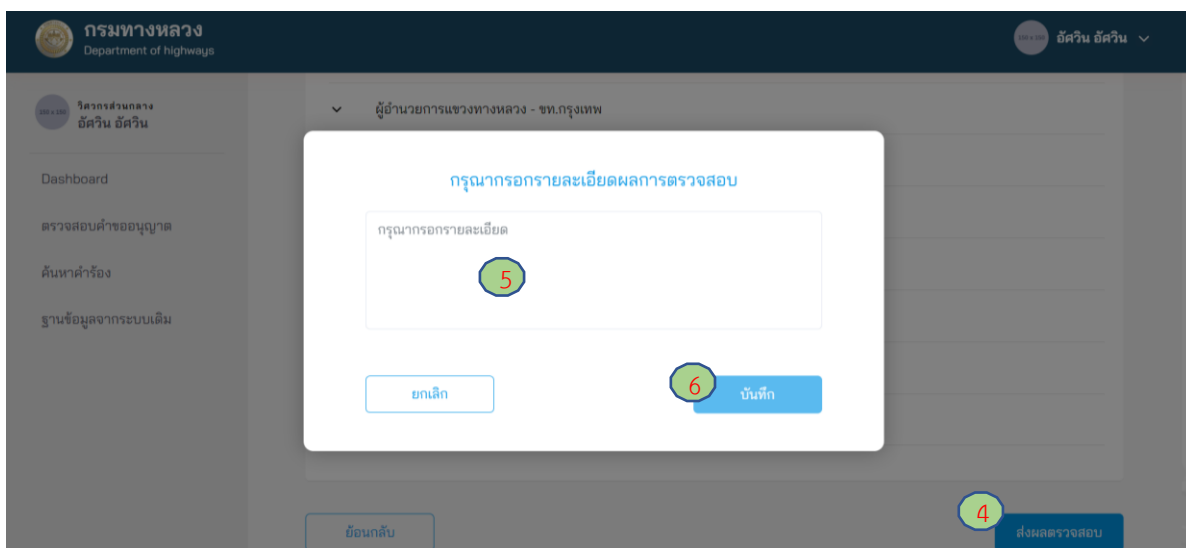 กรมทางหลวง
Department of highways
อัศวิน อัศวิน
วิศวกรส่วนกลาง
อัศวิน อัศวิน
Dashboard
ตรวจสอบคำขออนุญาต
ค้นหาคำร้อง
ฐานข้อมูลจากระบบเดิม
ผู้อำนวยการแขวงทางหลวง - ขท.กรุงเทพ
กรุณากรอกรายละเอียดผลการตรวจสอบ
กรุณากรอกรายละเอียด
5
ยกเลิก
6
บันทึก
4
ย้อนกลับ
ส่งผลตรวจสอบ